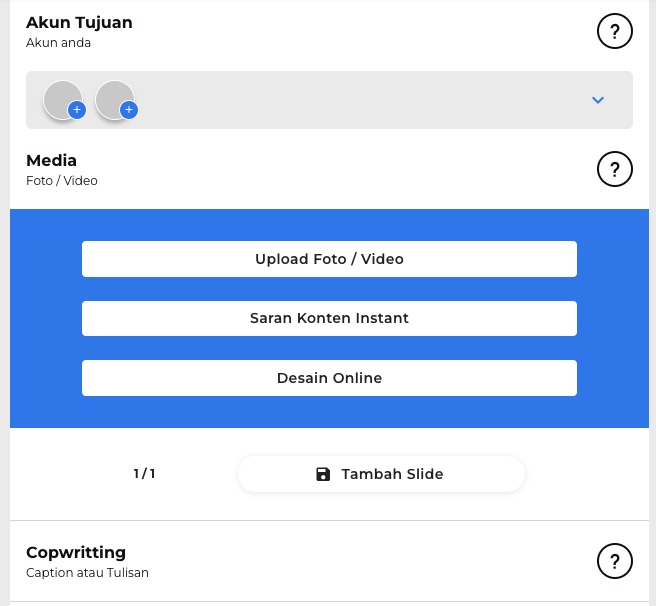 Akun Tujuan
Akun anda
?
+ +
Media
Foto / Video
?
Upload Foto / Video
Saran Konten Instant
Desain Online
1 / 1
Tambah Slide
Copwritting
Caption atau Tulisan
?